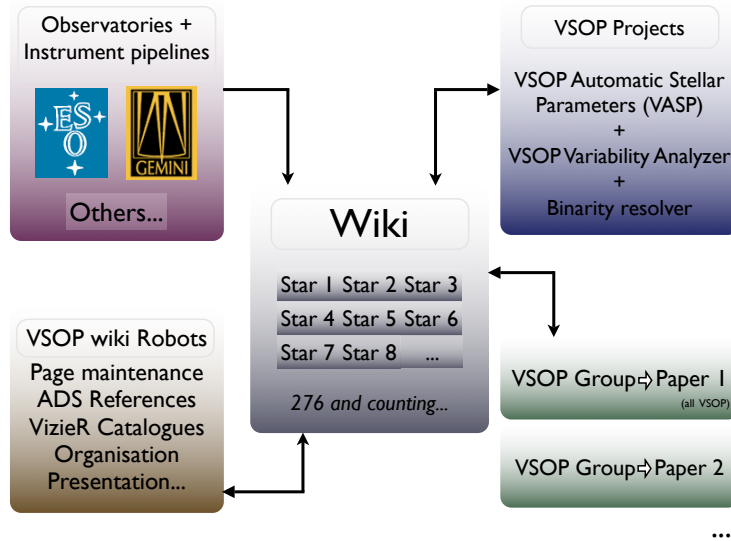 Observatories +
Instrument pipelines
ESO
GEMINI
Others...
VSOP Projects
VSOP Automatic Stellar
Parameters (VASP)
+
VSOP Variability Analyzer
+
Binarity resolver
Wiki
Star 1 Star 2 Star 3
Star 4 Star 5 Star 6
Star 7 Star 8 ...
276 and counting...
VSOP wiki Robots
Page maintenance
ADS References
VizieR Catalogues
Organisation
Presentation...
VSOP Group⇨Paper 1
(all VSOP)
VSOP Group⇨Paper 2
...